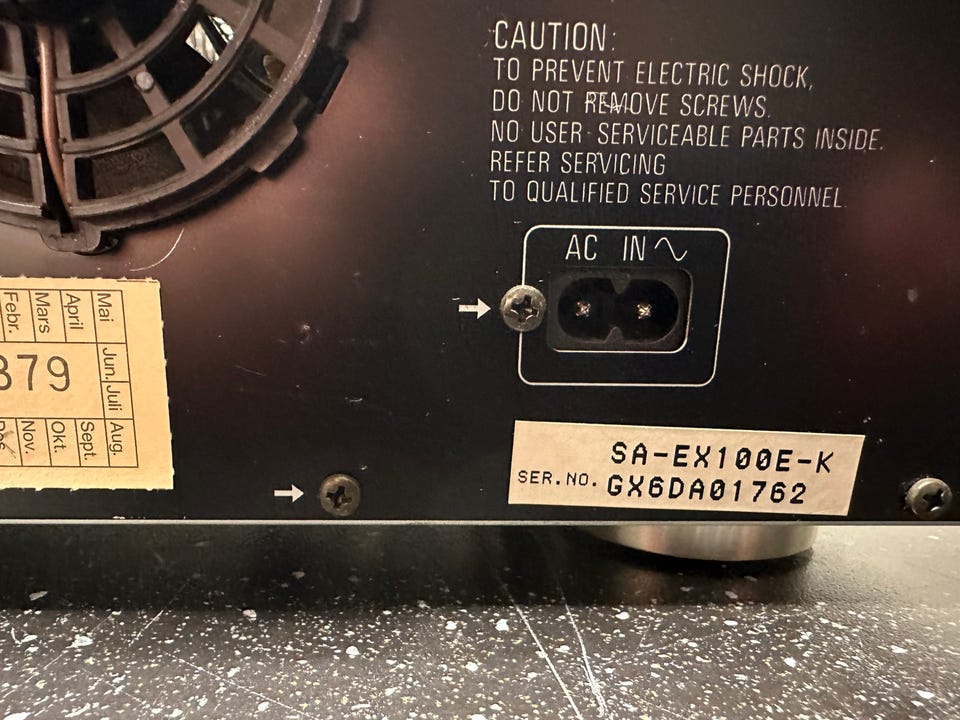 CAUTION:
TO PREVENT ELECTRIC SHOCK,
DO NOT REMOVE SCREWS.
NO USER SERVICEABLE PARTS INSIDE.
REFER SERVICING
TO QUALIFIED SERVICE PERSONNEL.
AC IN
SA-EX100E-K
SER.NO. GX6DA01762
Febr. Mars April Mai
379 Jun. Juli
Des. Nov. Okt. Sept. Aug.